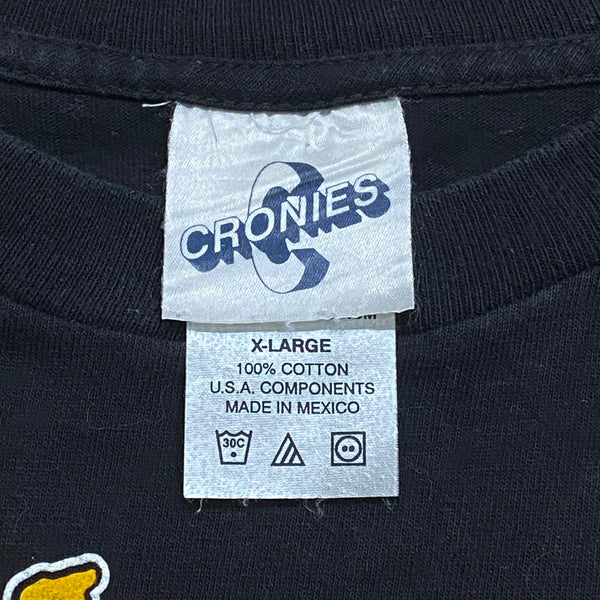 CRONIES
X-LARGE
100% COTTON
U.S.A. COMPONENTS
MADE IN MEXICO
30C